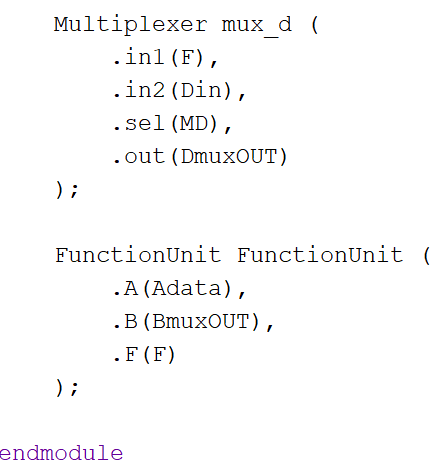 Multiplexer mux_d (
.in1(F),
.in2(Din),
.sel(MD),
.out(DmuxOUT)
);
FunctionUnit FunctionUnit (
.A(Adata),
.B(BmuxOUT),
.F(F)
);
endmodule